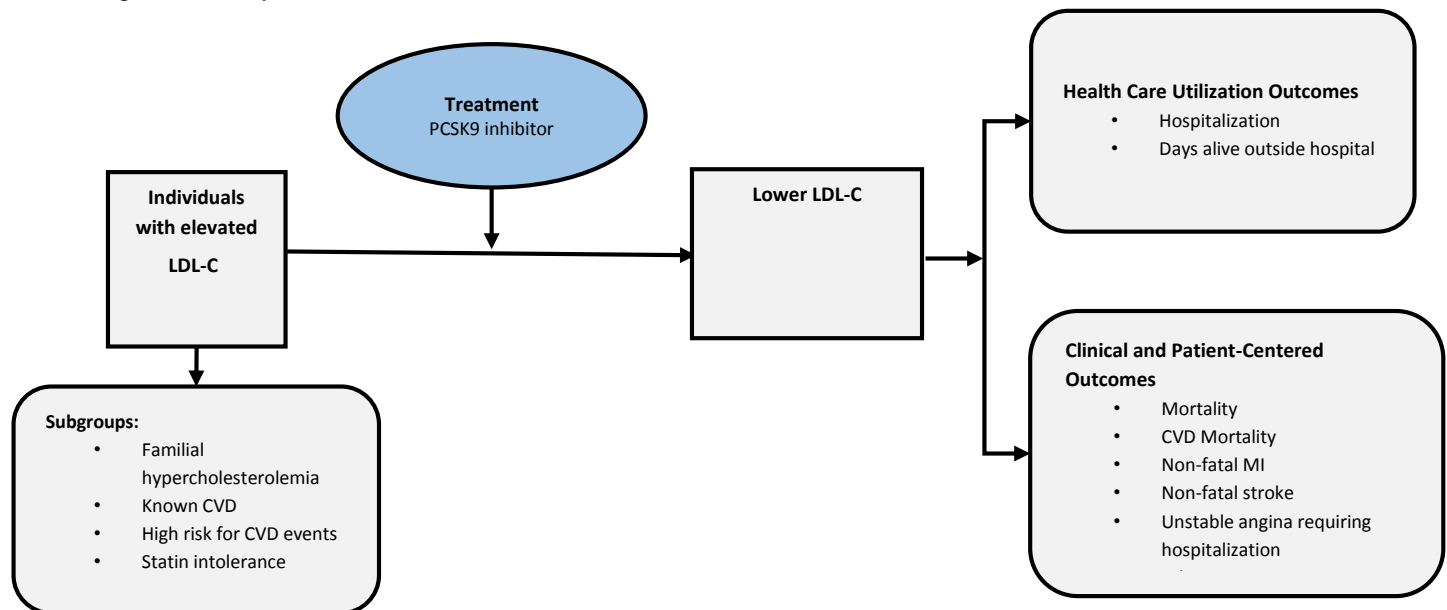 Treatment
PCSK9 inhibitor
Individuals
with elevated
LDL-C
Lower LDL-C
Health Care Utilization Outcomes
• Hospitalization
• Days alive outside hospital
Subgroups:
• Familial
hypercholesterolemia
• Known CVD
• High risk for CVD events
• Statin intolerance
Clinical and Patient-Centered
Outcomes
• Mortality
• CVD Mortality
• Non-fatal MI
• Non-fatal stroke
• Unstable angina requiring
hospitalization